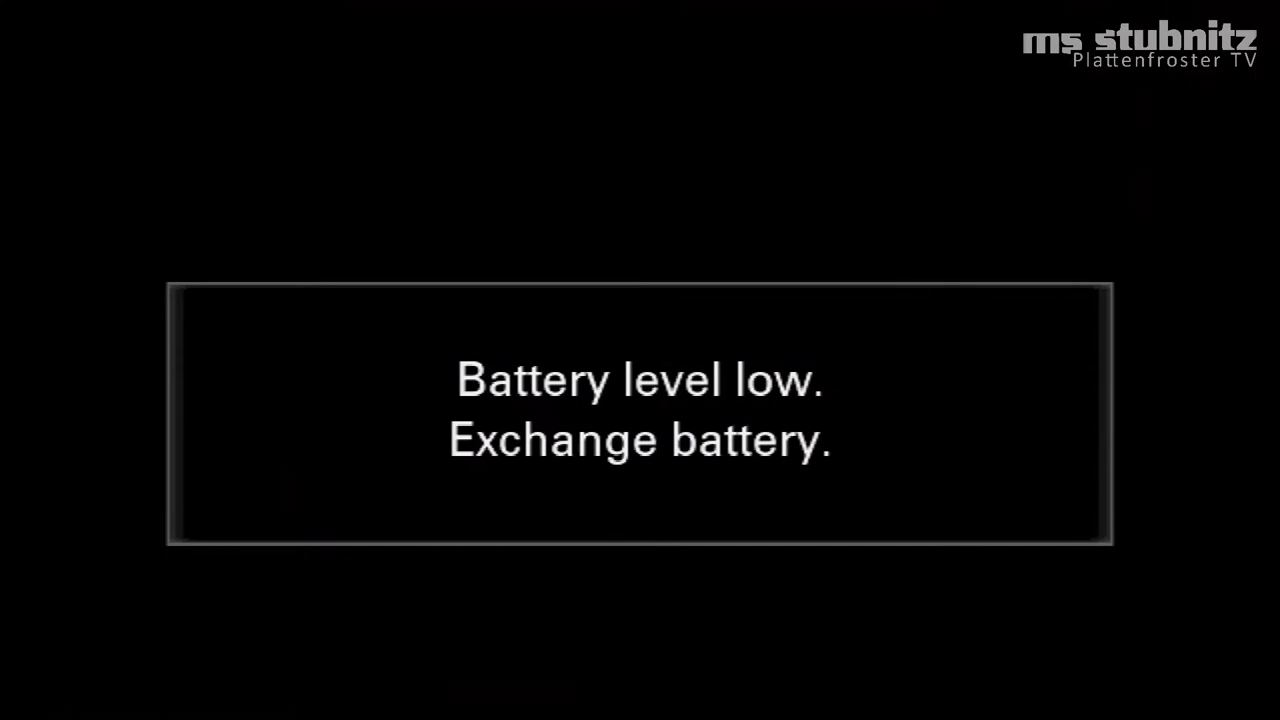 ms stubnitz
Plattenfroster TV
Battery level low.
Exchange battery.